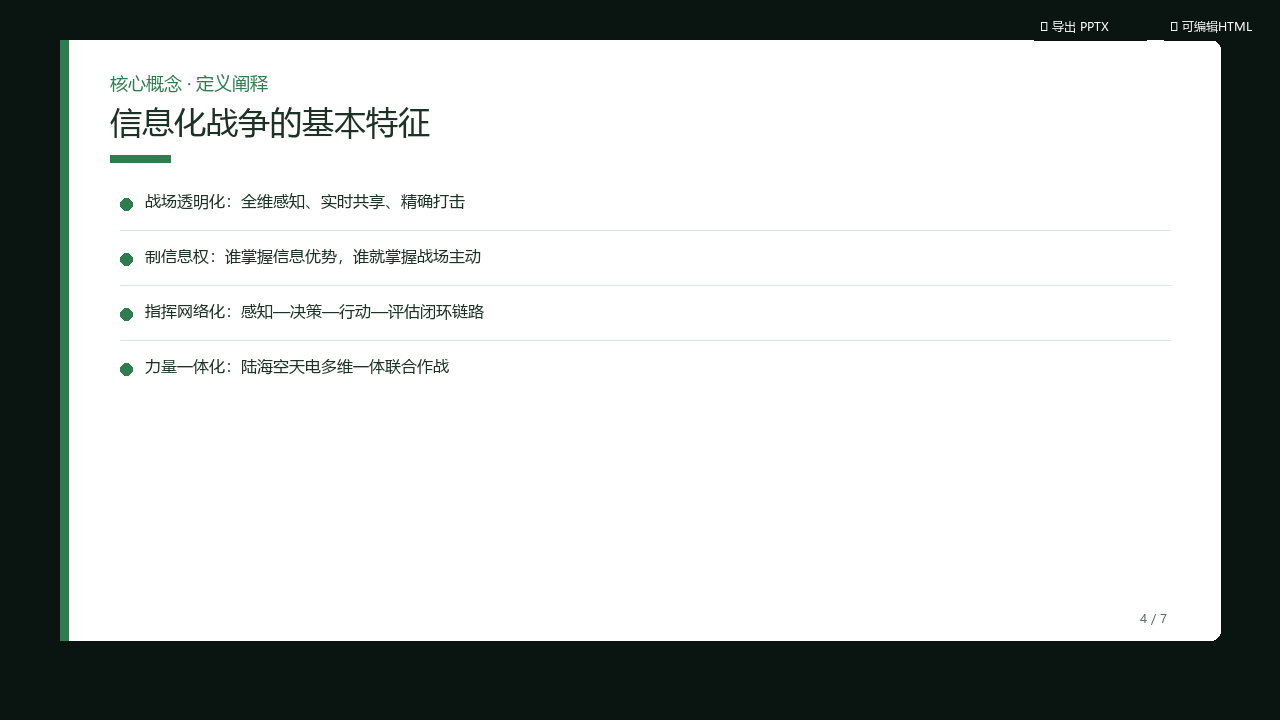 导出 PPTX
可编辑HTML
核心概念 · 定义阐释
信息化战争的基本特征
战场透明化：全维感知、实时共享、精确打击
制信息权：谁掌握信息优势，谁就掌握战场主动
指挥网络化：感知—决策—行动—评估闭环链路
力量一体化：陆海空天电多维一体联合作战
4 / 7